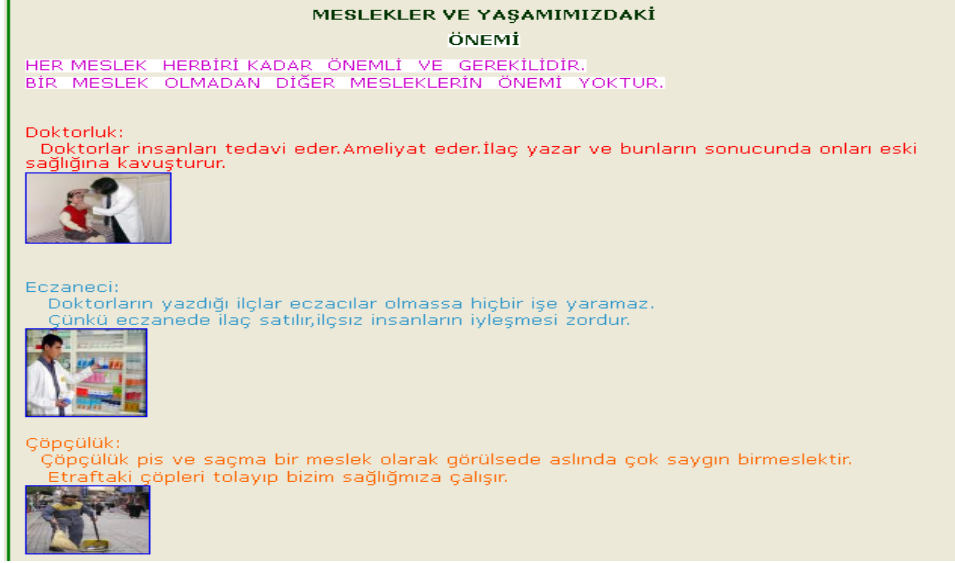 MESLEKLER VE YAŞAMIMIZDAKİ
ÖNEMİ
HER MESLEK HERBİRİ KADAR ÖNEMLİ VE GEREKİLİDİR.
BİR MESLEK OLMADAN DİĞER MESLEKLERİN ÖNEMİ YOKTUR.
Doktorluk:
Doktorlar insanları tedavi eder.Ameliyat eder.İlaç yazar ve bunların sonucunda onları eski
sağlığına kavuşturur.
Eczaneci:
Doktorların yazdığı ilçlar eczacılar olmassa hiçbir işe yaramaz.
Çünkü eczanede ilaç satılır,ilçsız insanların iyleşmesi zordur.
Çöpçülük:
Çöpçülük pis ve saçma bir meslek olarak görülsede aslında çok saygın birmeslektir.
Etraftaki çöpleri tolayıp bizim sağlığmıza çalışır.